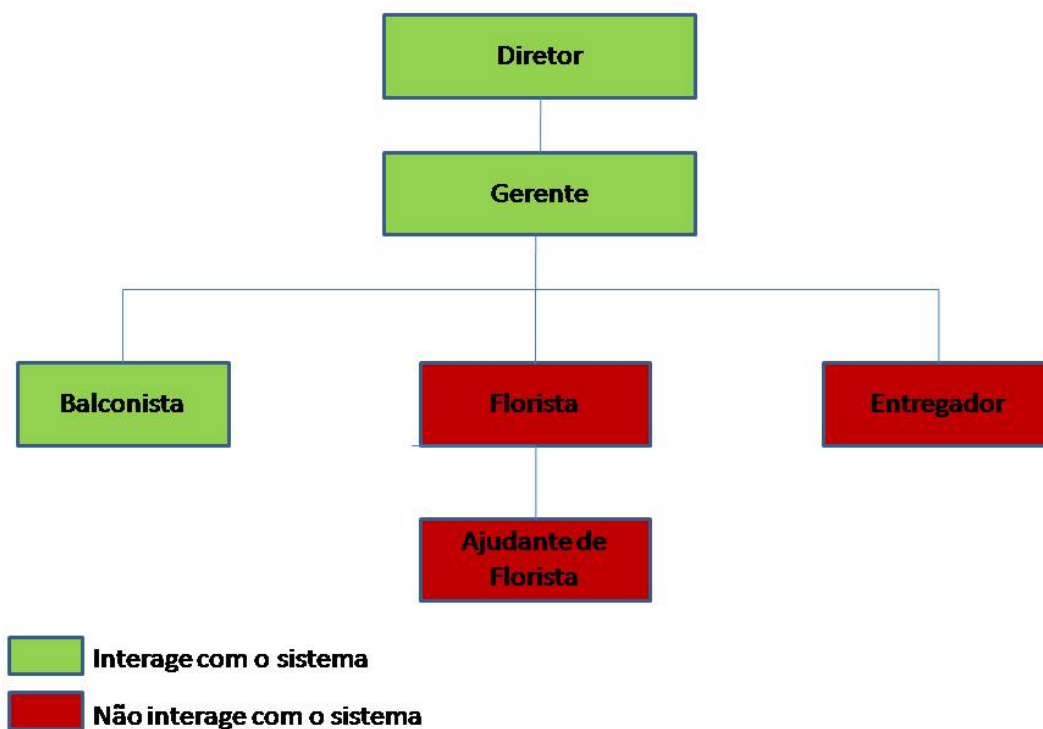 Diretor
Gerente
Balconista
Florista
Entregador
Ajudante de
Florista
Interage com o sistema
Não interage com o sistema